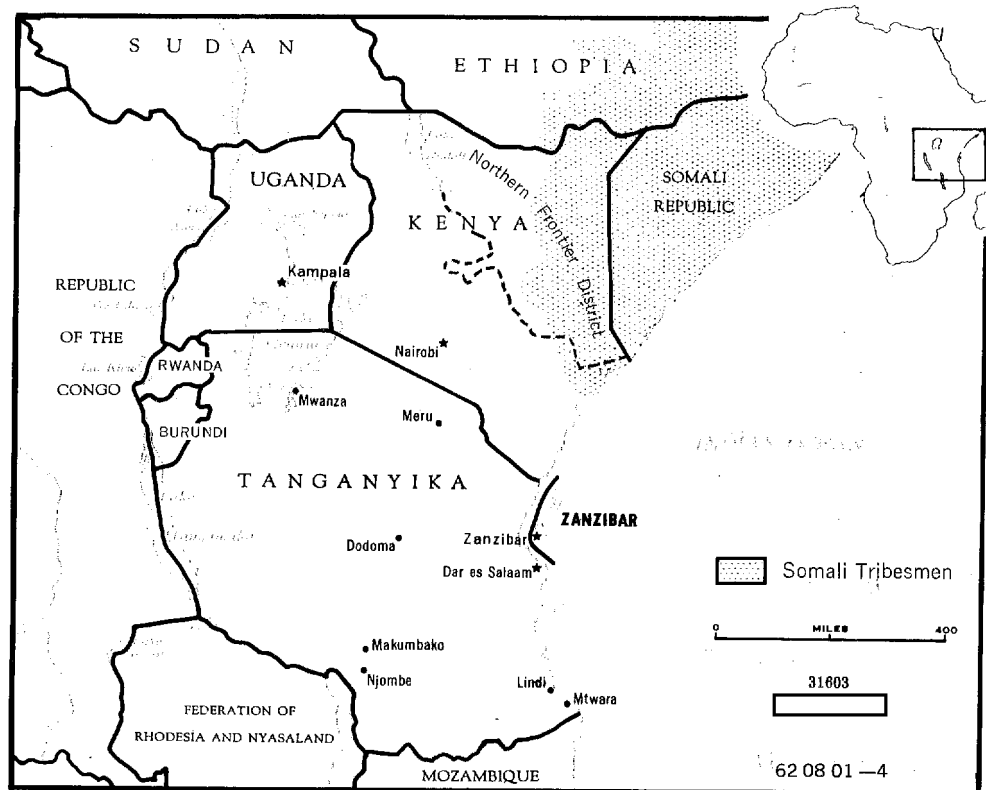 SUDAN
ETHIOPIA
UGANDA
Northern Frontier District
SOMALI
REPUBLIC
KENYA
Kampala
REPUBLIC
OF THE
CONGO
Nairobi
RWANDA
Mwanza
Meru
BURUNDI
TANGANYIKA
ZANZIBAR
Zanzibar
Dodoma
Dar es Salaam
Somali Tribesmen
0 MILES 400
Makumbako
Njombe
Lindi
Mtwara
31603
FEDERATION OF
RHODESIA AND NYASALAND
MOZAMBIQUE
62 08 01 —4
INDIAN OCEAN